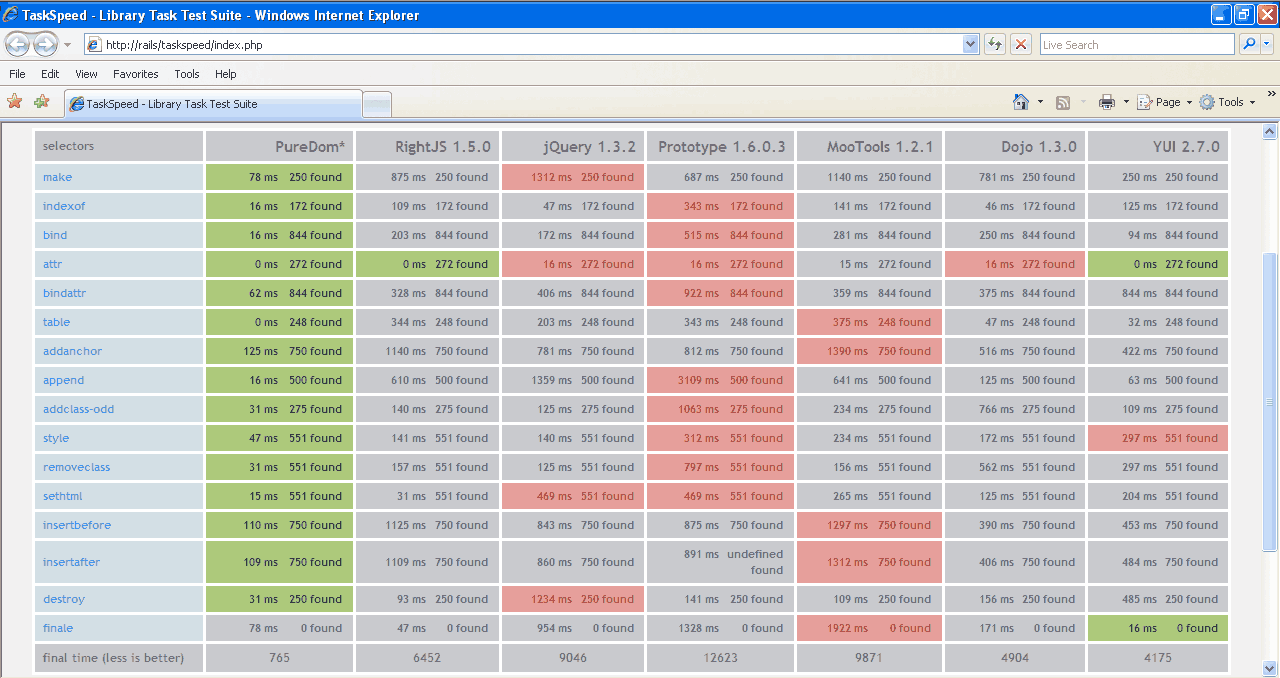 TaskSpeed - Library Task Test Suite - Windows Internet Explorer
http://rails/taskspeed/index.php
Live Search
File Edit View Favorites Tools Help
TaskSpeed - Library Task Test Suite
Page Tools
selectors PureDom* RightJS 1.5.0 jQuery 1.3.2 Prototype 1.6.0.3 MooTools 1.2.1 Dojo 1.3.0 YUI 2.7.0
make 78 ms 250 found 875 ms 250 found 1312 ms 250 found 687 ms 250 found 1140 ms 250 found 781 ms 250 found 250 ms 250 found
indexof 16 ms 172 found 109 ms 172 found 47 ms 172 found 343 ms 172 found 141 ms 172 found 46 ms 172 found 125 ms 172 found
bind 16 ms 844 found 203 ms 844 found 172 ms 844 found 515 ms 844 found 281 ms 844 found 250 ms 844 found 94 ms 844 found
attr 0 ms 272 found 0 ms 272 found 16 ms 272 found 16 ms 272 found 15 ms 272 found 16 ms 272 found 0 ms 272 found
bindattr 62 ms 844 found 328 ms 844 found 406 ms 844 found 922 ms 844 found 359 ms 844 found 375 ms 844 found 844 ms 844 found
table 0 ms 248 found 344 ms 248 found 203 ms 248 found 343 ms 248 found 375 ms 248 found 47 ms 248 found 32 ms 248 found
addanchor 125 ms 750 found 1140 ms 750 found 781 ms 750 found 812 ms 750 found 1390 ms 750 found 516 ms 750 found 422 ms 750 found
append 16 ms 500 found 610 ms 500 found 1359 ms 500 found 3109 ms 500 found 641 ms 500 found 125 ms 500 found 63 ms 500 found
addclass-odd 31 ms 275 found 140 ms 275 found 125 ms 275 found 1063 ms 275 found 234 ms 275 found 766 ms 275 found 109 ms 275 found
style 47 ms 551 found 141 ms 551 found 140 ms 551 found 312 ms 551 found 234 ms 551 found 172 ms 551 found 297 ms 551 found
removeclass 31 ms 551 found 157 ms 551 found 125 ms 551 found 797 ms 551 found 156 ms 551 found 562 ms 551 found 297 ms 551 found
sethtml 15 ms 551 found 31 ms 551 found 469 ms 551 found 469 ms 551 found 265 ms 551 found 125 ms 551 found 204 ms 551 found
insertbefore 110 ms 750 found 1125 ms 750 found 843 ms 750 found 875 ms 750 found 1297 ms 750 found 390 ms 750 found 453 ms 750 found
insertafter 109 ms 750 found 1109 ms 750 found 860 ms 750 found 891 ms undefined found 1312 ms 750 found 406 ms 750 found 484 ms 750 found
destroy 31 ms 250 found 93 ms 250 found 1234 ms 250 found 141 ms 250 found 109 ms 250 found 156 ms 250 found 485 ms 250 found
finale 78 ms 0 found 47 ms 0 found 954 ms 0 found 1328 ms 0 found 1922 ms 0 found 171 ms 0 found 16 ms 0 found
final time (less is better) 765 6452 9046 12623 9871 4904 4175